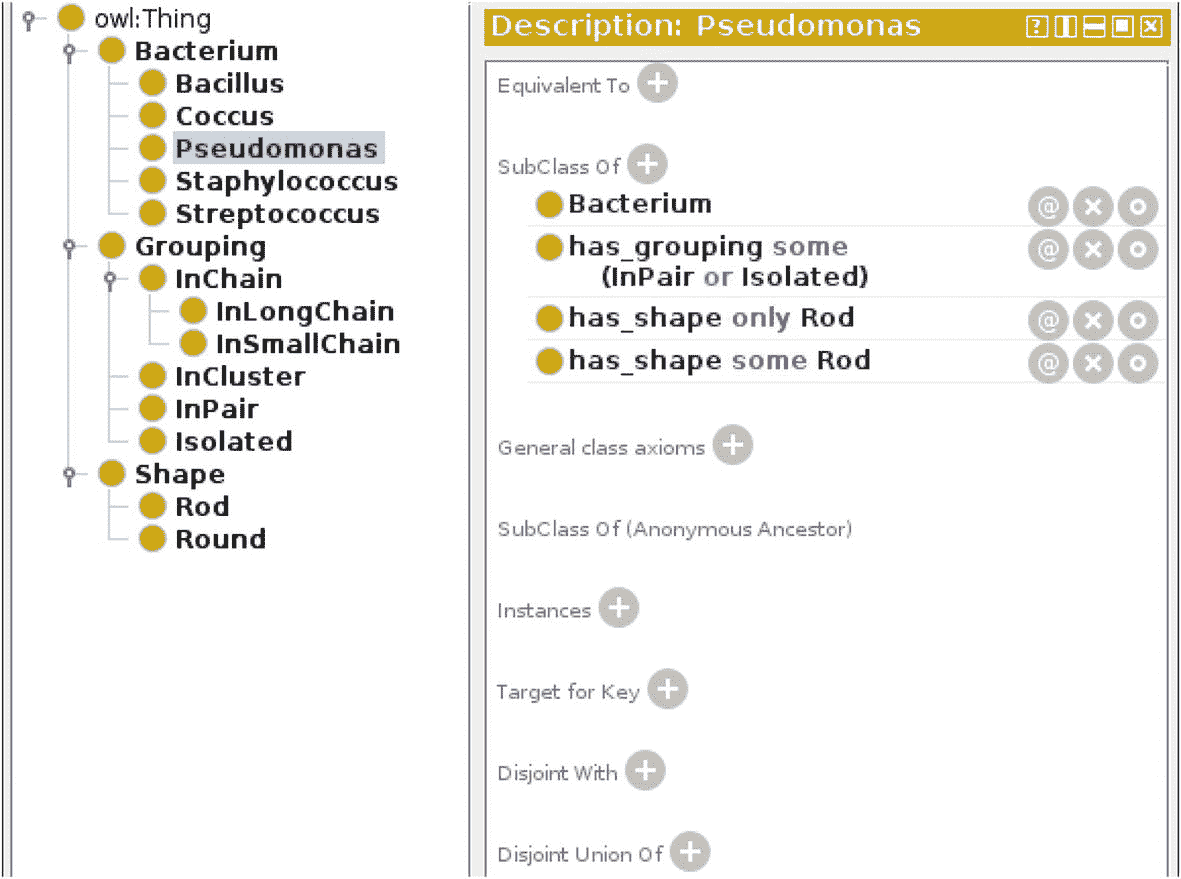 owl:Thing
Bacterium
Bacillus
Coccus
Pseudomonas
Staphylococcus
Streptococcus
Grouping
InChain
InLongChain
InSmallChain
InCluster
InPair
Isolated
Shape
Rod
Round
Description: Pseudomonas
Equivalent To
SubClass Of
Bacterium
has_grouping some
(InPair or Isolated)
has_shape only Rod
has_shape some Rod
General class axioms
SubClass Of (Anonymous Ancestor)
Instances
Target for Key
Disjoint With
Disjoint Union Of